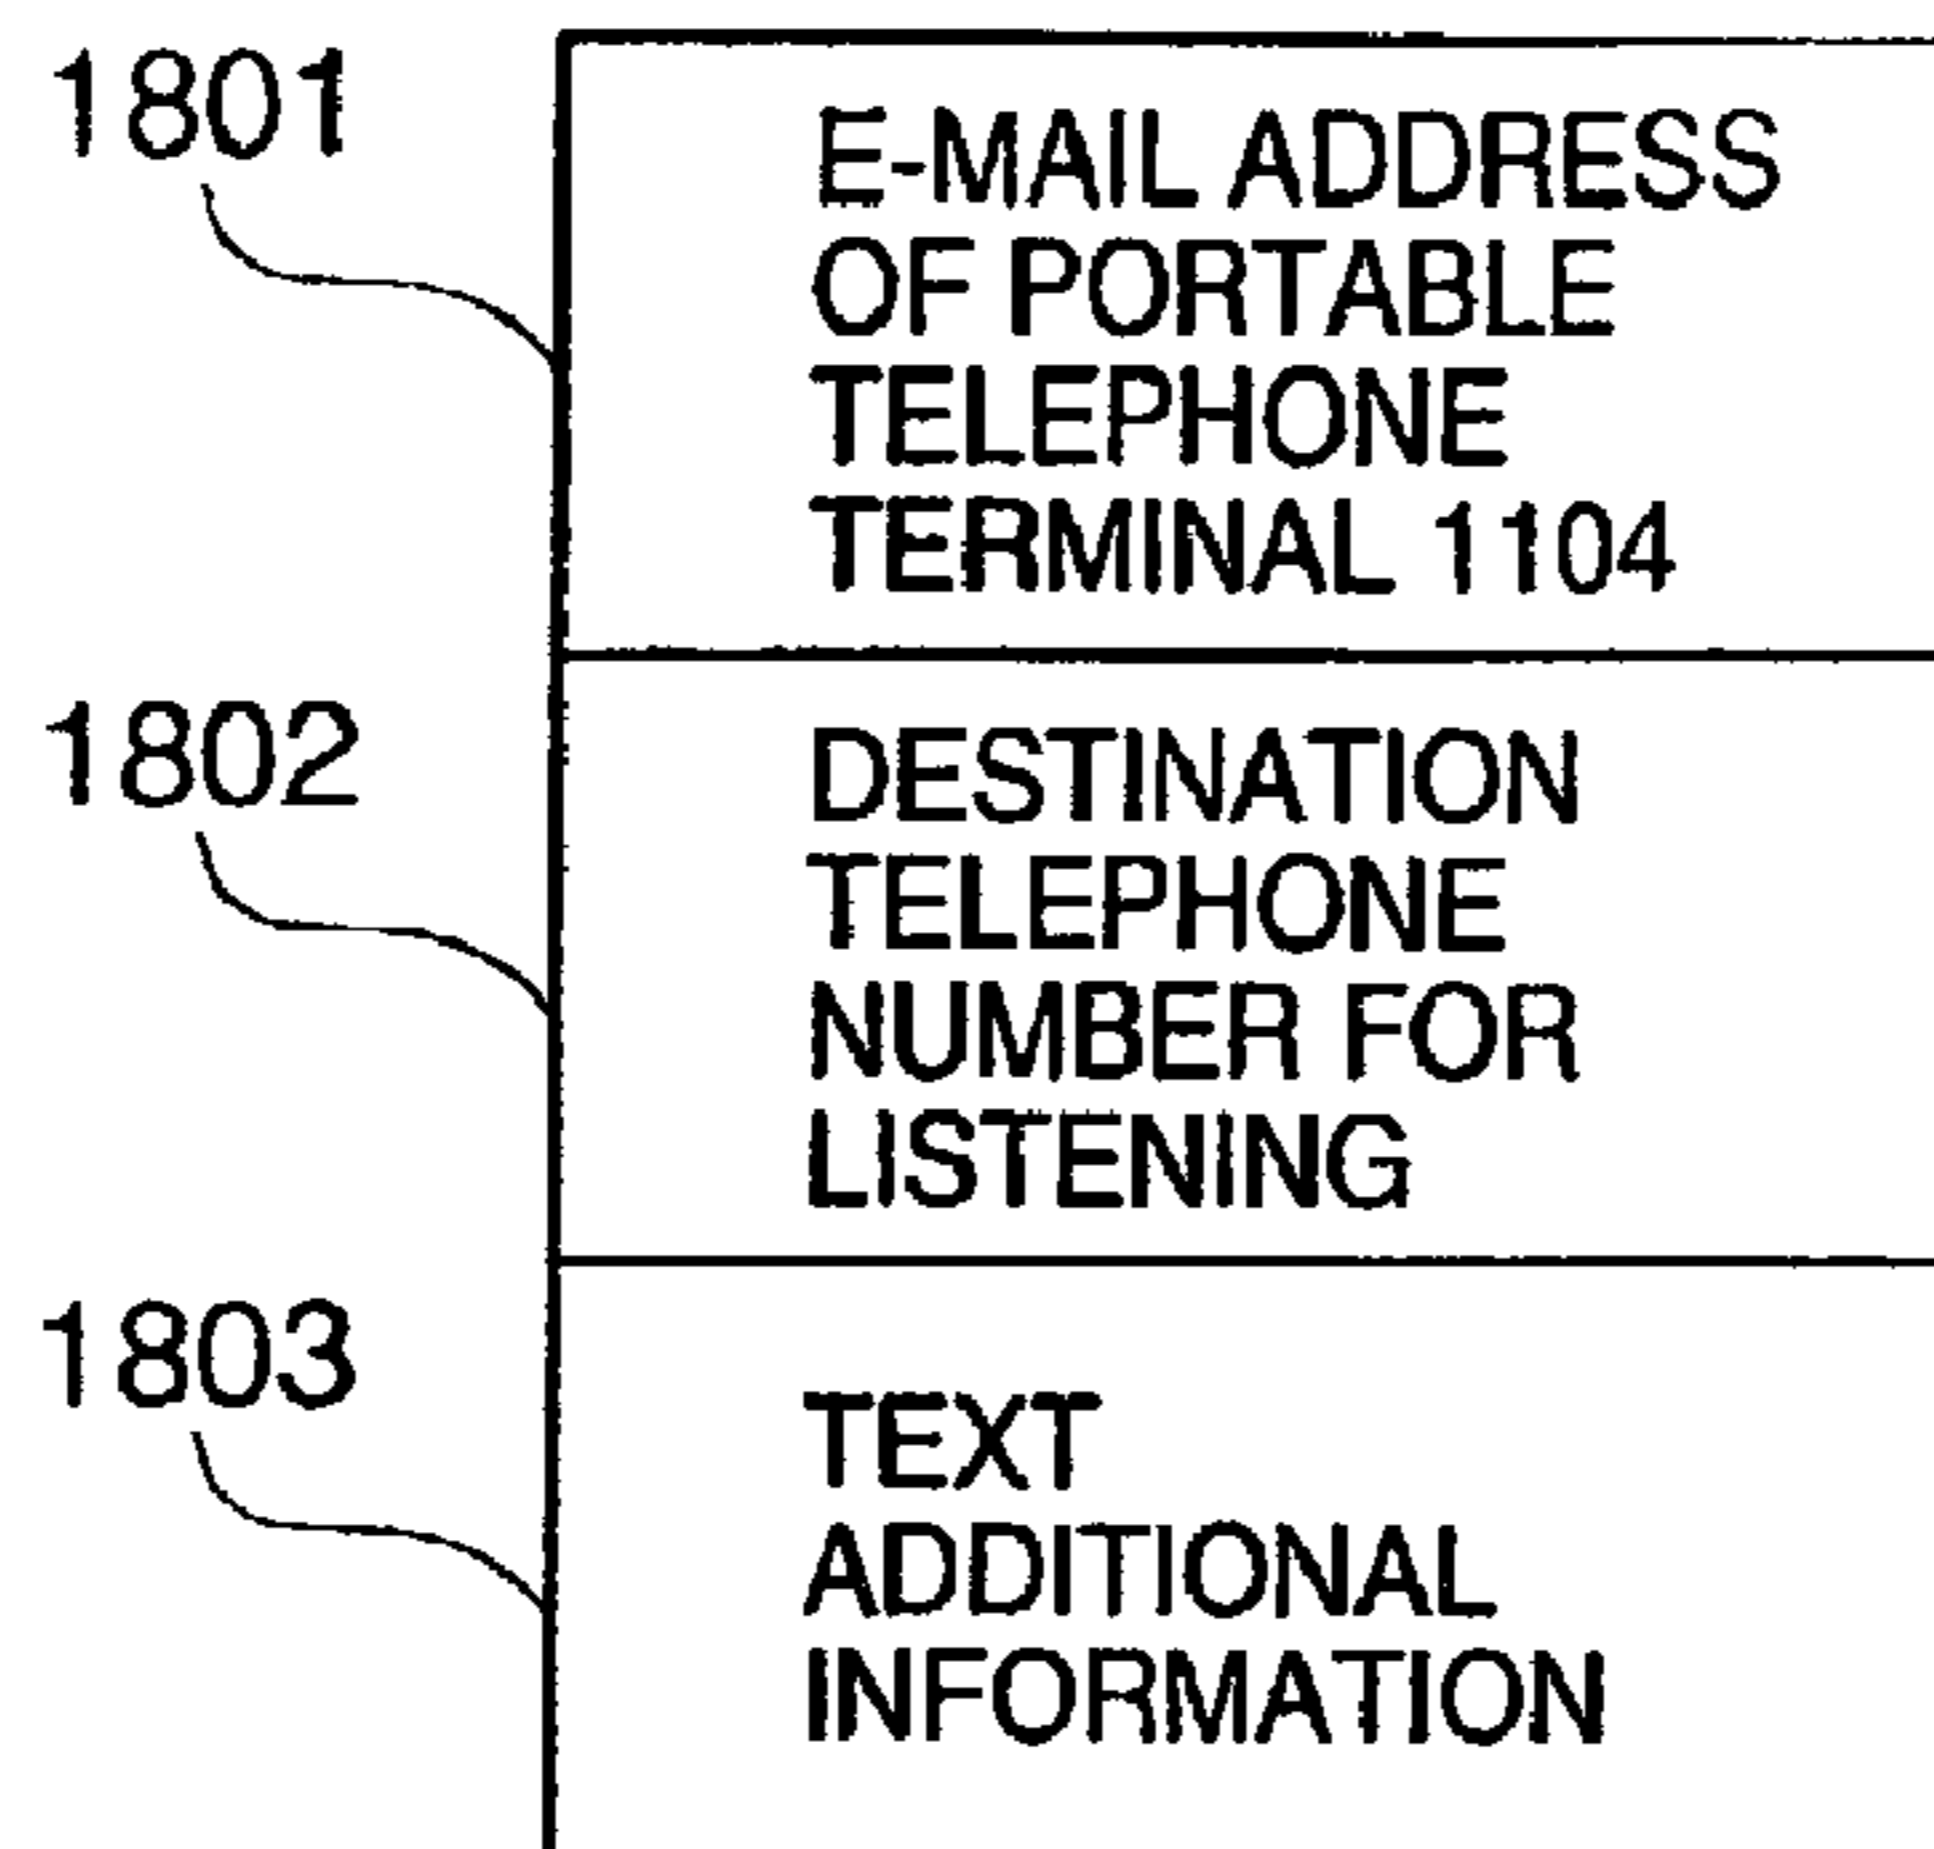 1801
E-MAIL ADDRESS
OF PORTABLE
TELEPHONE
TERMINAL 1104
1802
DESTINATION
TELEPHONE
NUMBER FOR
LISTENING
1803
TEXT
ADDITIONAL
INFORMATION